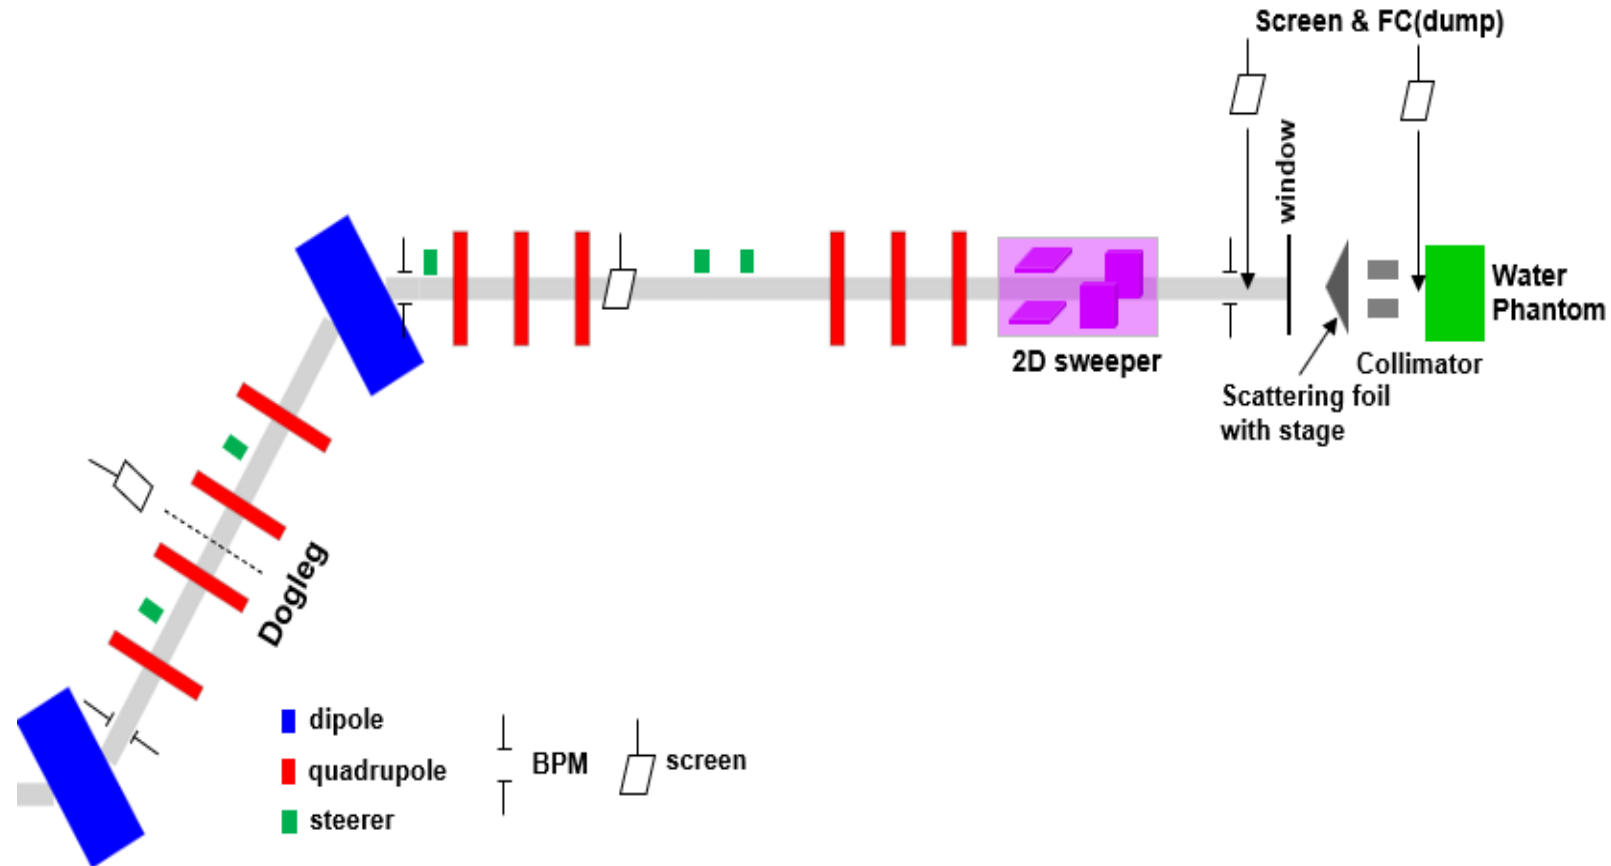 Screen & FC(dump)
window
Water
Phantom
2D sweeper
Collimator
Scattering foil
with stage
Dogleg
dipole
quadrupole
steerer
BPM
screen